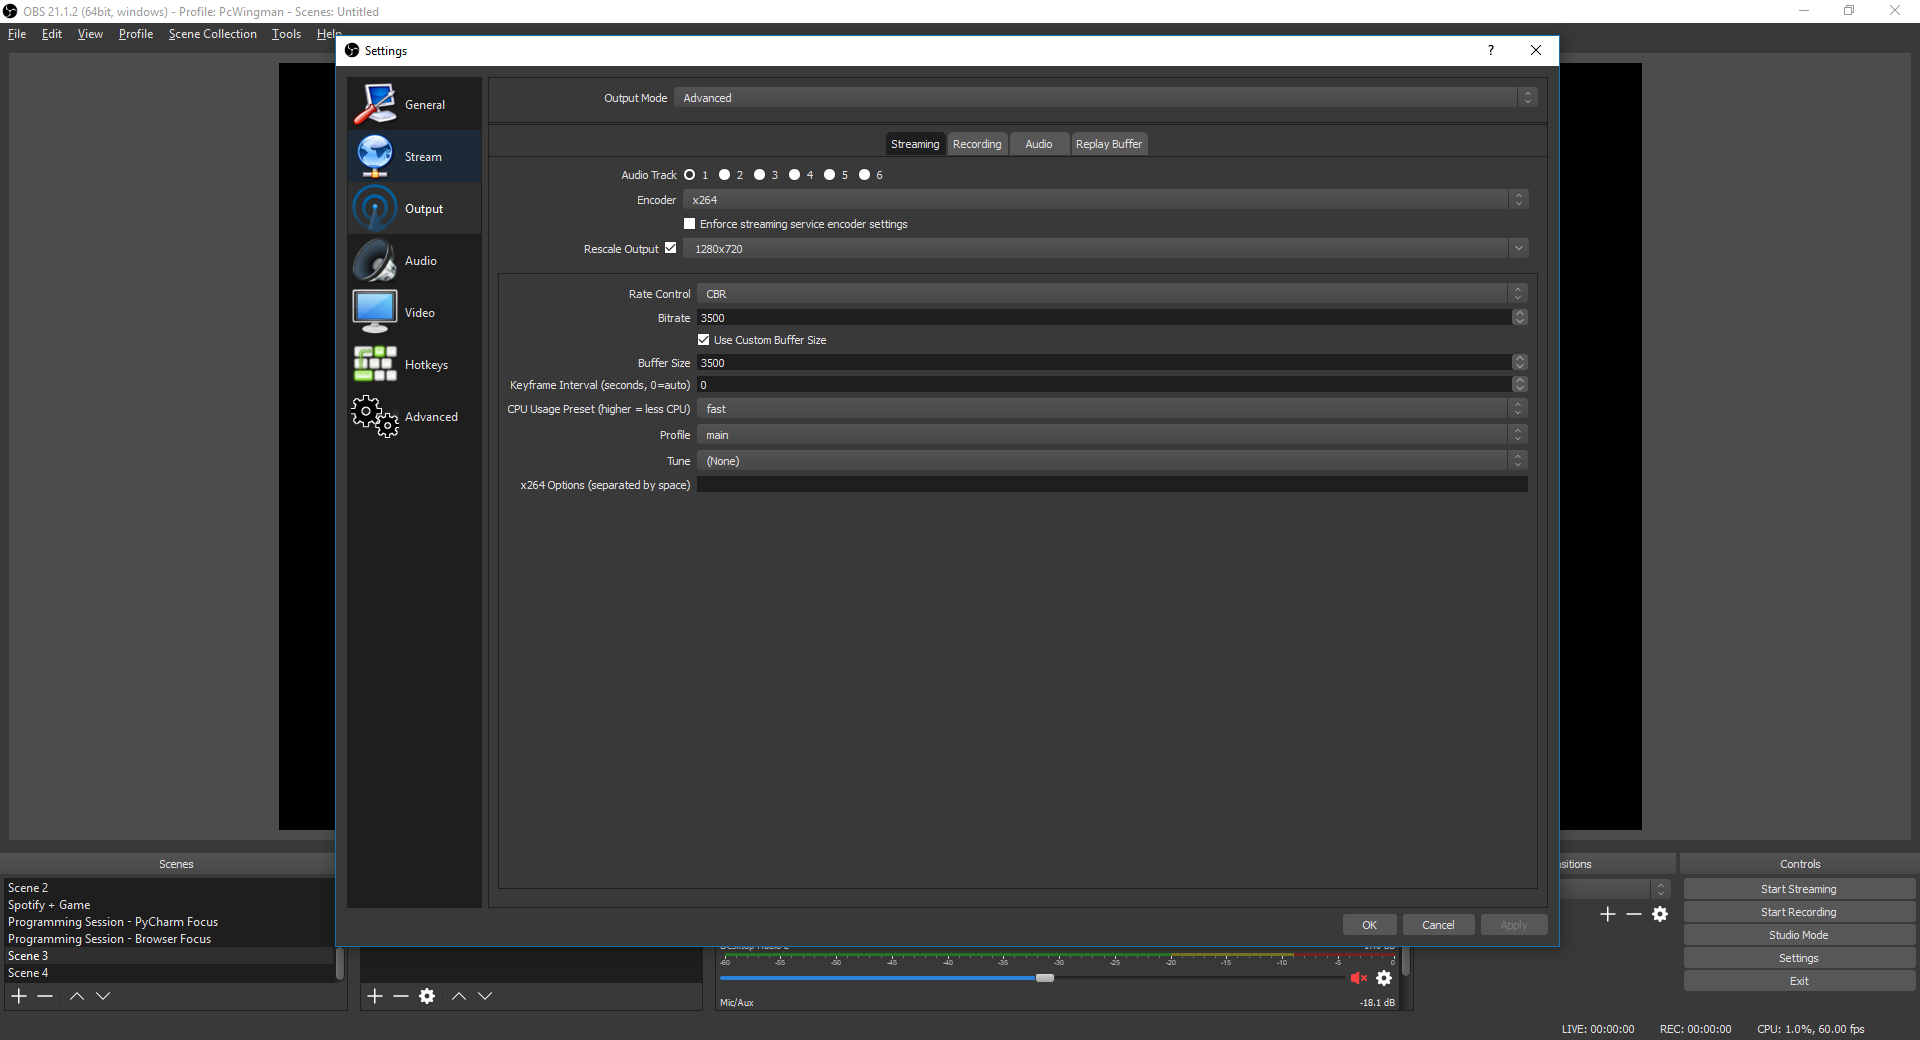 OBS 21.1.2 (64bit, windows) - Profile: PcWingman - Scenes: Untitled
File Edit View Profile Scene Collection Tools Help
Settings ?
General
Stream
Output
Audio
Video
Hotkeys
Advanced
Output Mode Advanced
Streaming Recording Audio Replay Buffer
Audio Track 1 2 3 4 5 6
Encoder x264
Enforce streaming service encoder settings
Rescale Output 1280x720
Rate Control CBR
Bitrate 3500
Use Custom Buffer Size
Buffer Size 3500
Keyframe Interval (seconds, 0=auto) 0
CPU Usage Preset (higher = less CPU) fast
Profile main
Tune (None)
x264 Options (separated by space)
OK Cancel Apply
Scenes
Scene 2
Spotify + Game
Programming Session - PyCharm Focus
Programming Session - Browser Focus
Scene 3
Scene 4
-60 -55 -50 -45 -40 -35 -30 -25 -20 -15 -10 -5 0
Mic/Aux -18.1 dB
sitions
Controls
Start Streaming
Start Recording
Studio Mode
Settings
Exit
LIVE: 00:00:00 REC: 00:00:00 CPU: 1.0%, 60.00 fps